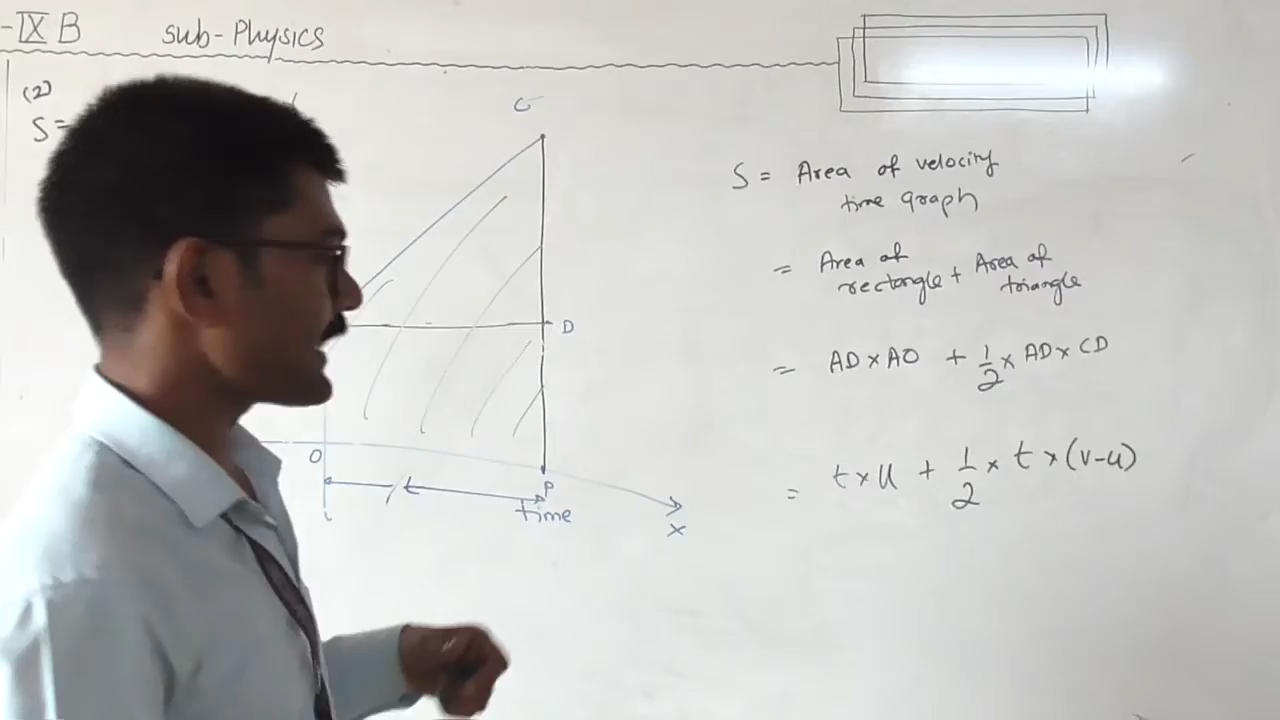 -IX B
sub-Physics
(2)
S=
C
D
O
P
t
time
X
S = Area of velocity
time graph
= Area of
rectangle + Area of
triangle
= AD×AO + 1/2 × AD×CD
= t×u + 1/2 × t×(v-u)